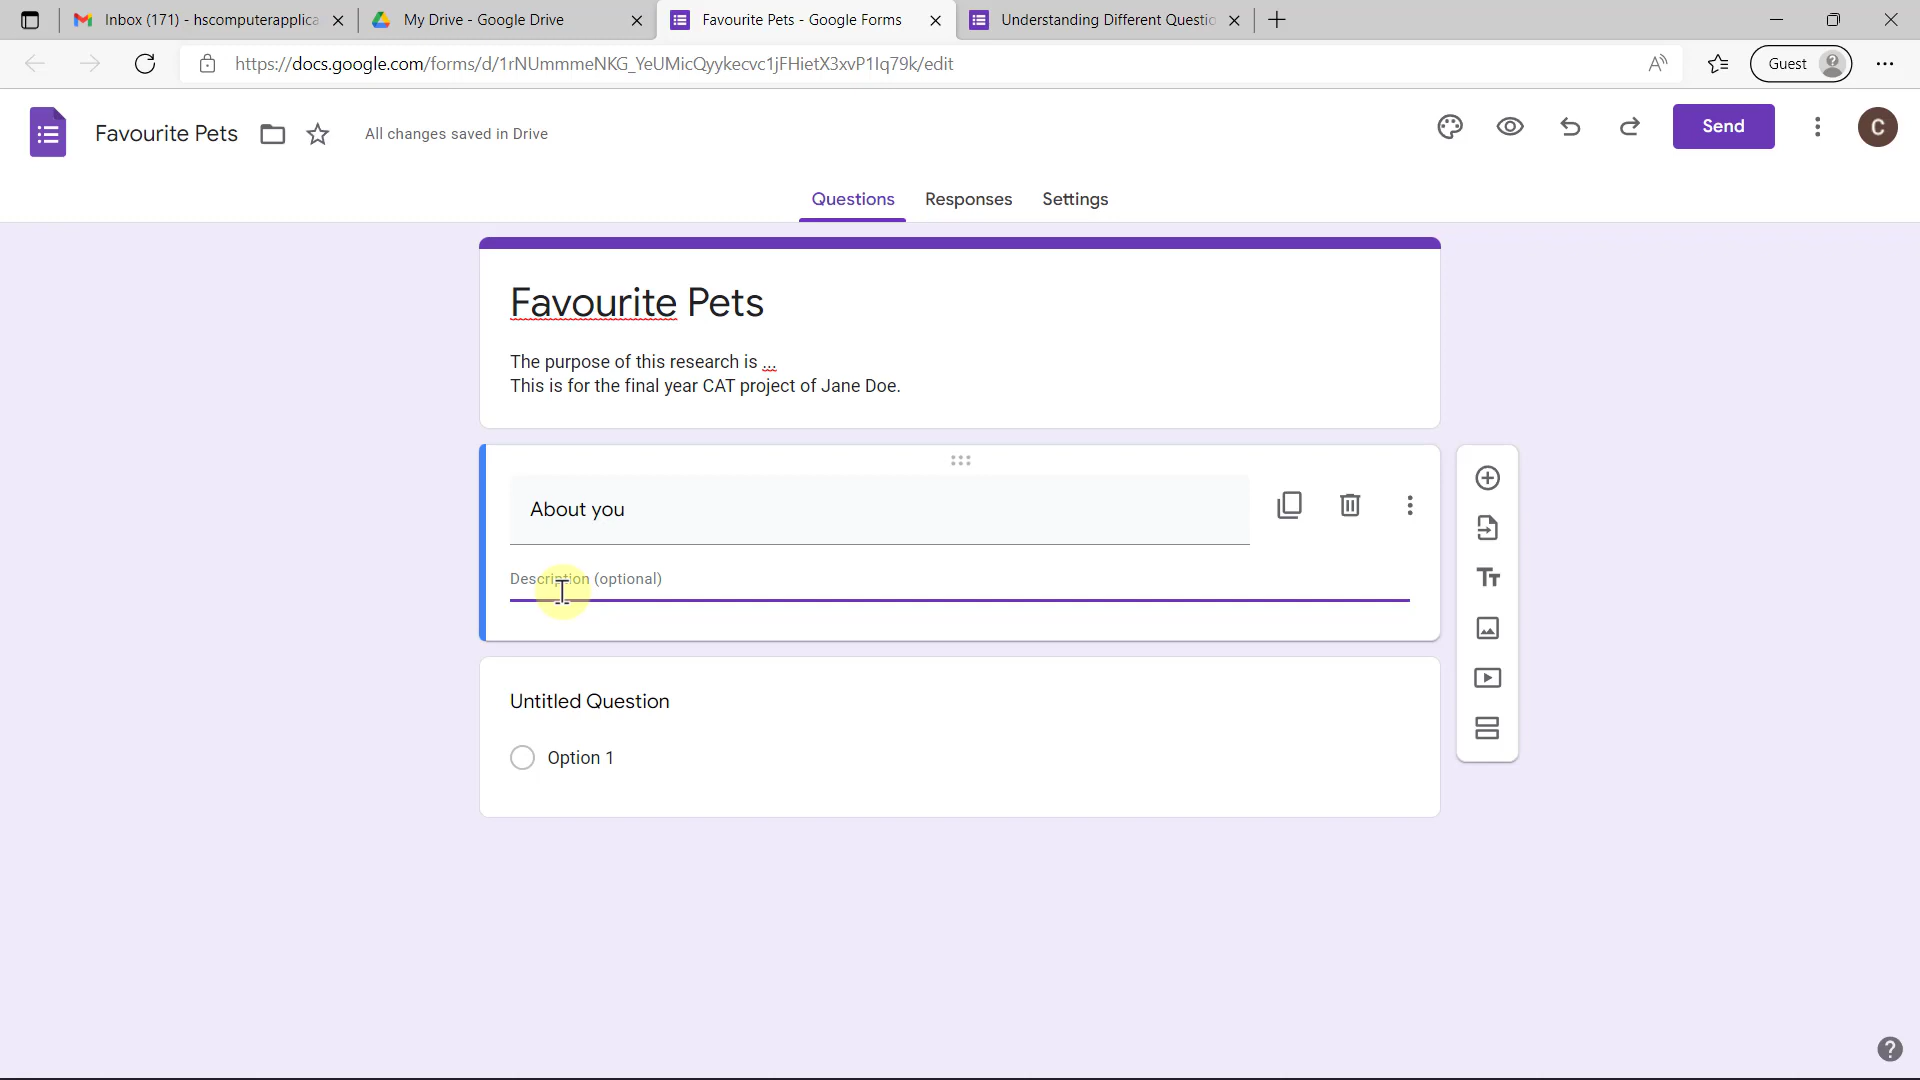 Inbox (171) - hscomputerapplica
My Drive - Google Drive
Favourite Pets - Google Forms
Understanding Different Questio
https://docs.google.com/forms/d/1rNUmmmeNKG_YeUMicQyykecvc1jFHietX3xvP1Iq79k/edit
Guest
Favourite Pets
All changes saved in Drive
Send
C
Questions
Responses
Settings
Favourite Pets
The purpose of this research is ...
This is for the final year CAT project of Jane Doe.
About you
Description (optional)
Untitled Question
Option 1